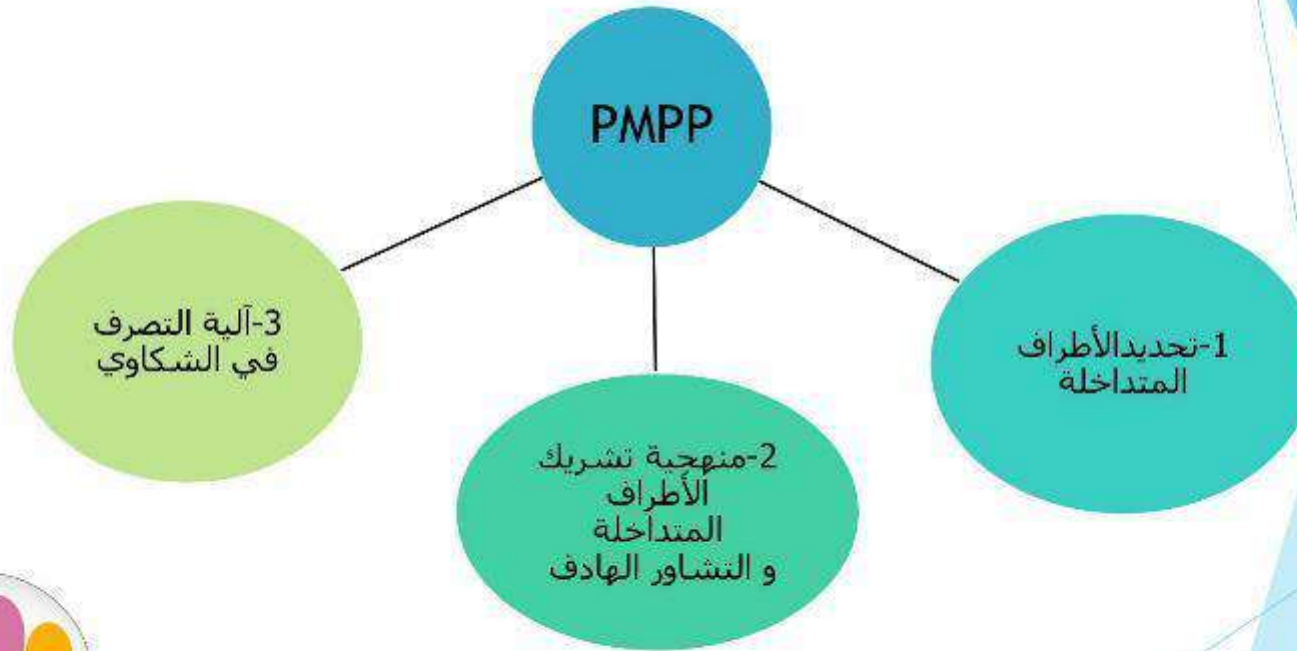 PMPP
1-تحديدالأطراف
المتداخلة
2-منهجية تشريك
الأطراف
المتداخلة
و التشاور الهادف
3-آلية التصرف
في الشكاوي